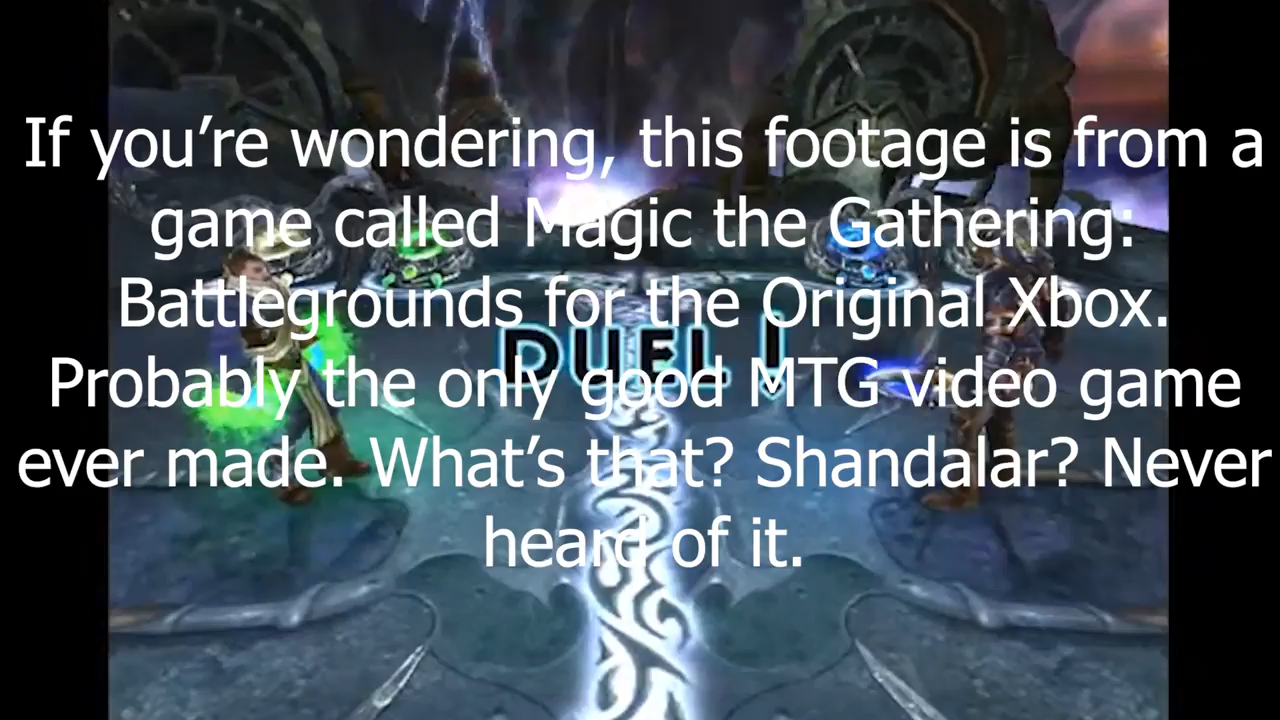 If you’re wondering, this footage is from a
game called Magic the Gathering:
Battlegrounds for the Original Xbox.
DUEL!
Probably the only good MTG video game
ever made. What’s that? Shandalar? Never
heard of it.